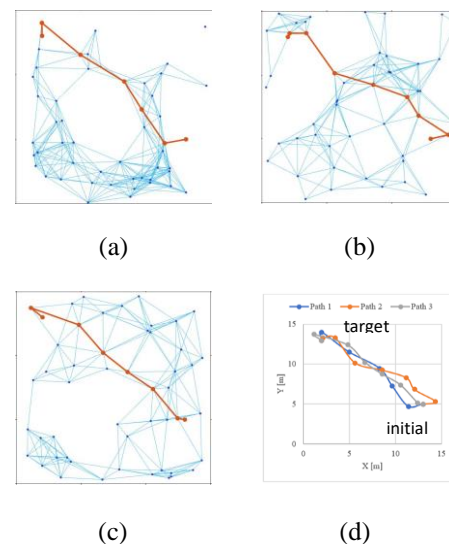 (a)
(b)
(c)
Path 1 Path 2 Path 3
target
initial
15
10
5
0
0 5 10 15
Y [m]
X [m]
(d)